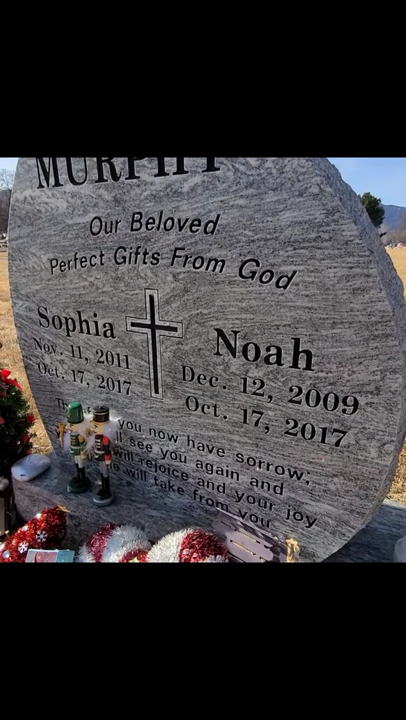 MURPHY
Our Beloved
Perfect Gifts From God
Sophia
Nov. 11, 2011
Oct. 17, 2017
Noah
Dec. 12, 2009
Oct. 17, 2017
you now have sorrow;
see you again and
will rejoice and your joy
will take from you